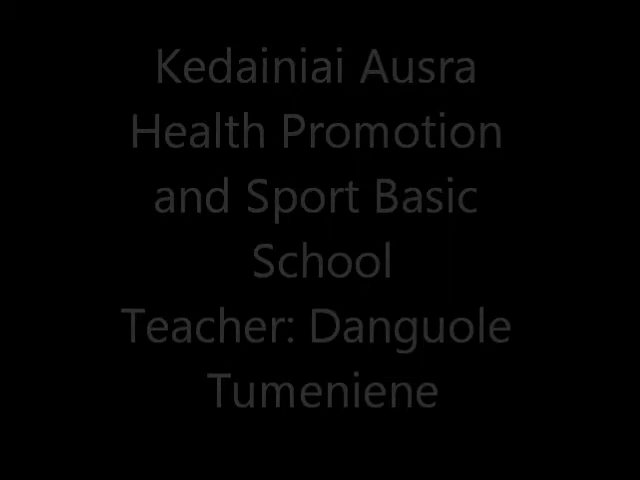 Kedainiai Ausra
Health Promotion
and Sport Basic
School
Teacher: Danguole
Tumeniene